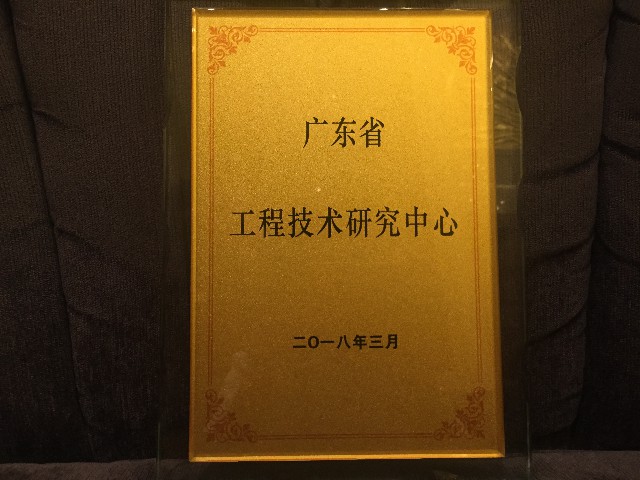 广东省
工程技术研究中心
二〇一八年三月